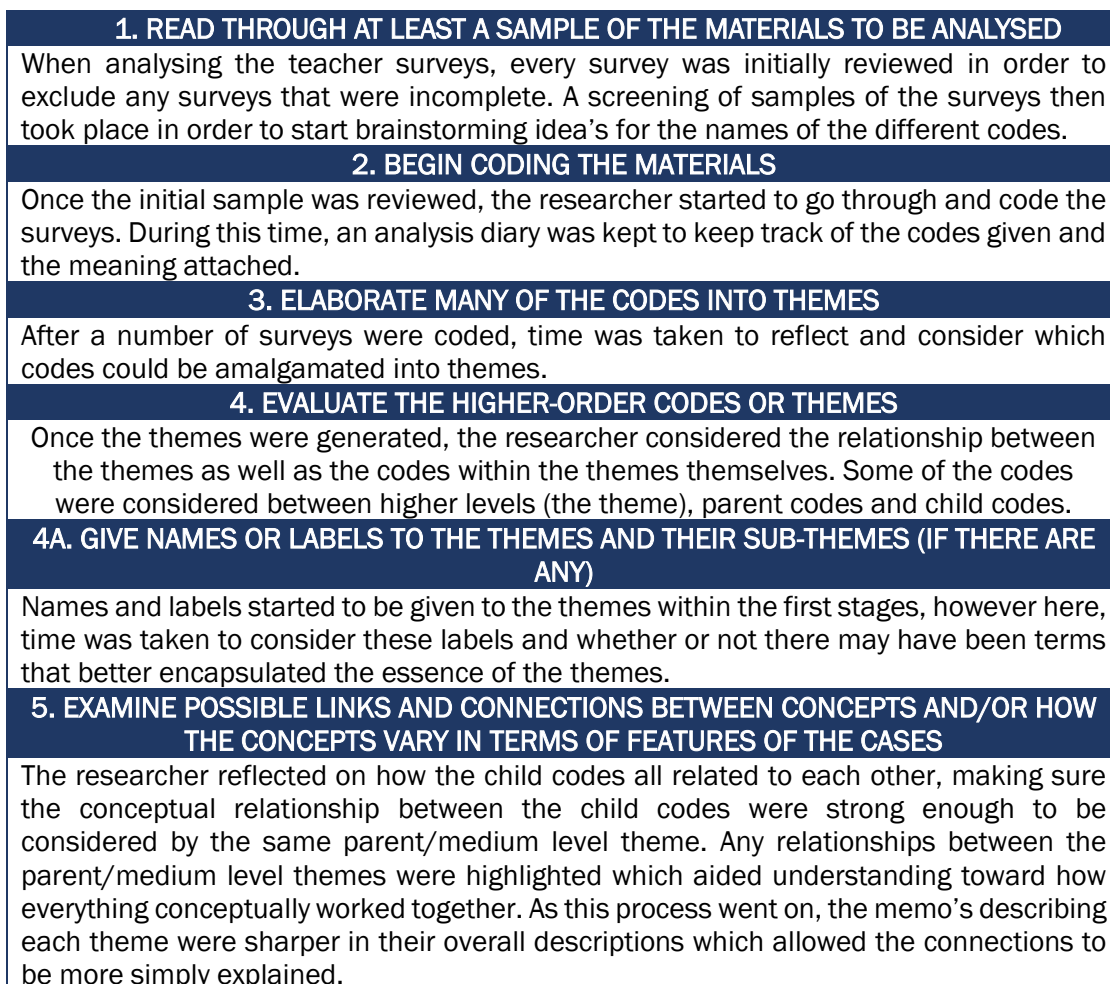 1. READ THROUGH AT LEAST A SAMPLE OF THE MATERIALS TO BE ANALYSED
When analysing the teacher surveys, every survey was initially reviewed in order to
exclude any surveys that were incomplete. A screening of samples of the surveys then
took place in order to start brainstorming idea's for the names of the different codes.
2. BEGIN CODING THE MATERIALS
Once the initial sample was reviewed, the researcher started to go through and code the
surveys. During this time, an analysis diary was kept to keep track of the codes given and
the meaning attached.
3. ELABORATE MANY OF THE CODES INTO THEMES
After a number of surveys were coded, time was taken to reflect and consider which
codes could be amalgamated into themes.
4. EVALUATE THE HIGHER-ORDER CODES OR THEMES
Once the themes were generated, the researcher considered the relationship between
the themes as well as the codes within the themes themselves. Some of the codes
were considered between higher levels (the theme), parent codes and child codes.
4A. GIVE NAMES OR LABELS TO THE THEMES AND THEIR SUB-THEMES (IF THERE ARE
ANY)
Names and labels started to be given to the themes within the first stages, however here,
time was taken to consider these labels and whether or not there may have been terms
that better encapsulated the essence of the themes.
5. EXAMINE POSSIBLE LINKS AND CONNECTIONS BETWEEN CONCEPTS AND/OR HOW
THE CONCEPTS VARY IN TERMS OF FEATURES OF THE CASES
The researcher reflected on how the child codes all related to each other, making sure
the conceptual relationship between the child codes were strong enough to be
considered by the same parent/medium level theme. Any relationships between the
parent/medium level themes were highlighted which aided understanding toward how
everything conceptually worked together. As this process went on, the memo's describing
each theme were sharper in their overall descriptions which allowed the connections to
be more simply explained.